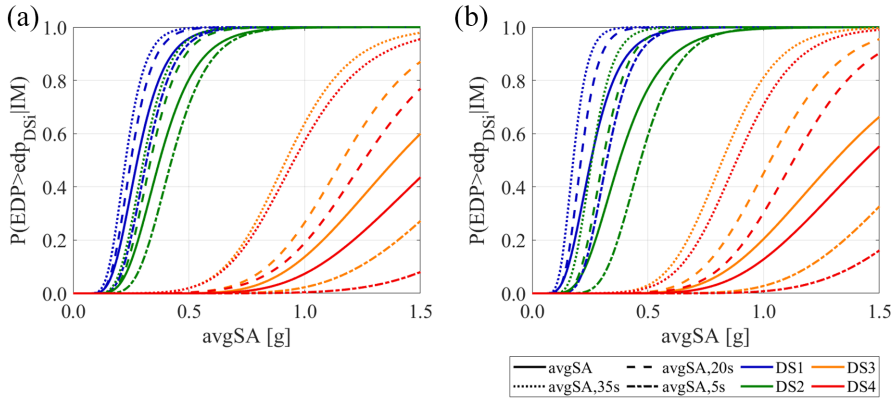 (a)
(b)
P(EDP>edp_DSi|IM)
1.0
0.8
0.6
0.4
0.2
0.0
0.0 0.5 1.0 1.5
avgSA [g]
P(EDP>edp_DSi|IM)
1.0
0.8
0.6
0.4
0.2
0.0
0.0 0.5 1.0 1.5
avgSA [g]
avgSA avgSA,20s DS1 DS3
avgSA,35s avgSA,5s DS2 DS4